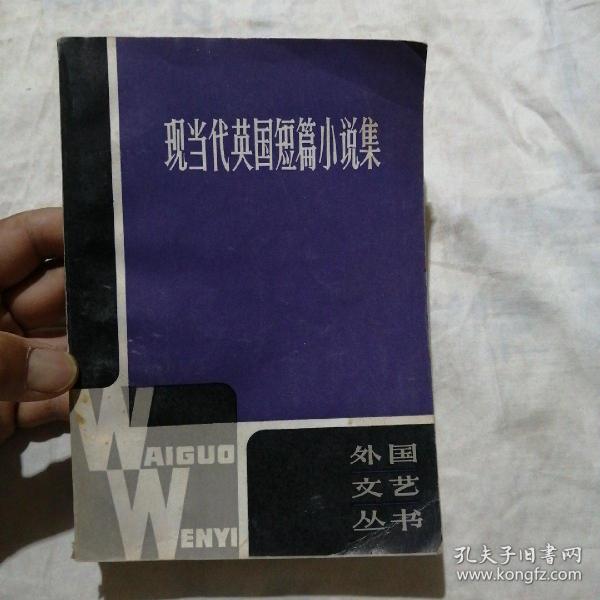 现当代英国短篇小说集
WAIGUO
WENYI
外国
文艺
丛书
孔夫子旧书网
www.kongfz.com